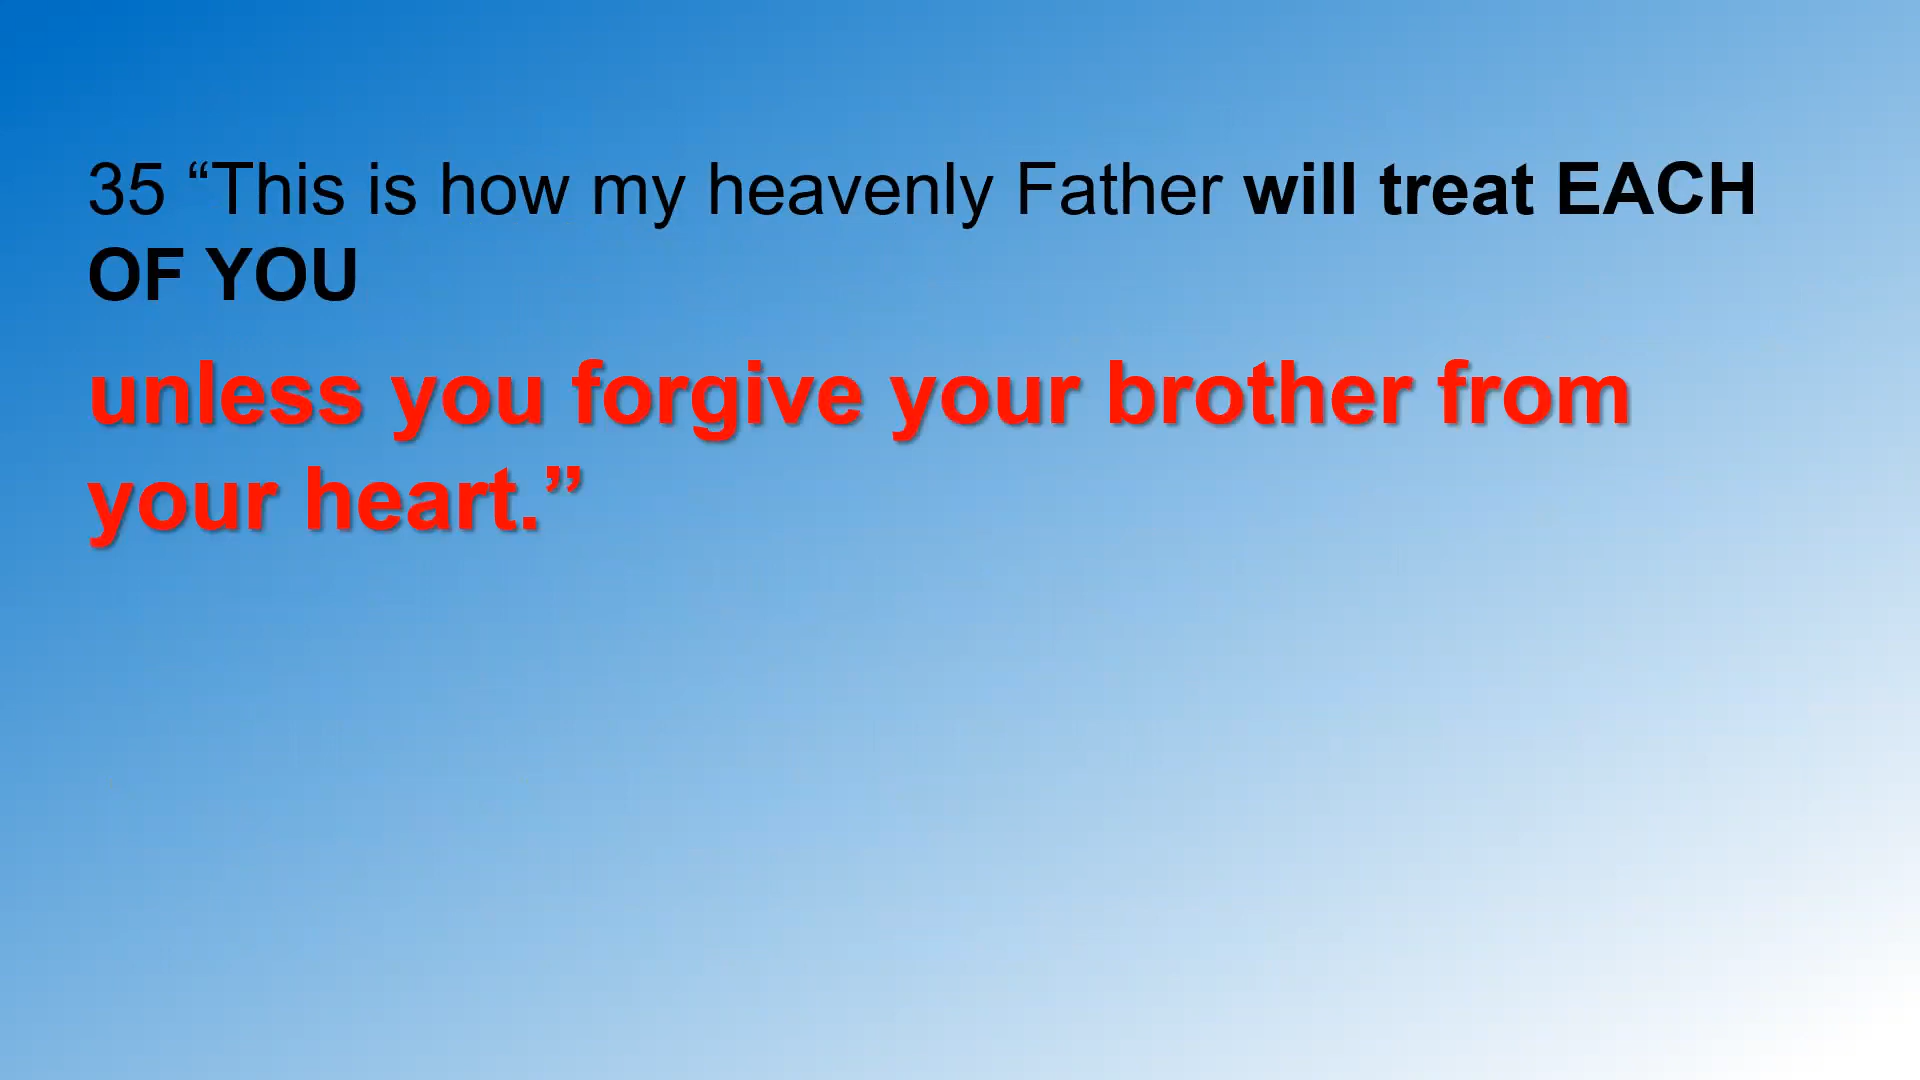 35 “This is how my heavenly Father will treat EACH
OF YOU
unless you forgive your brother from
your heart.”